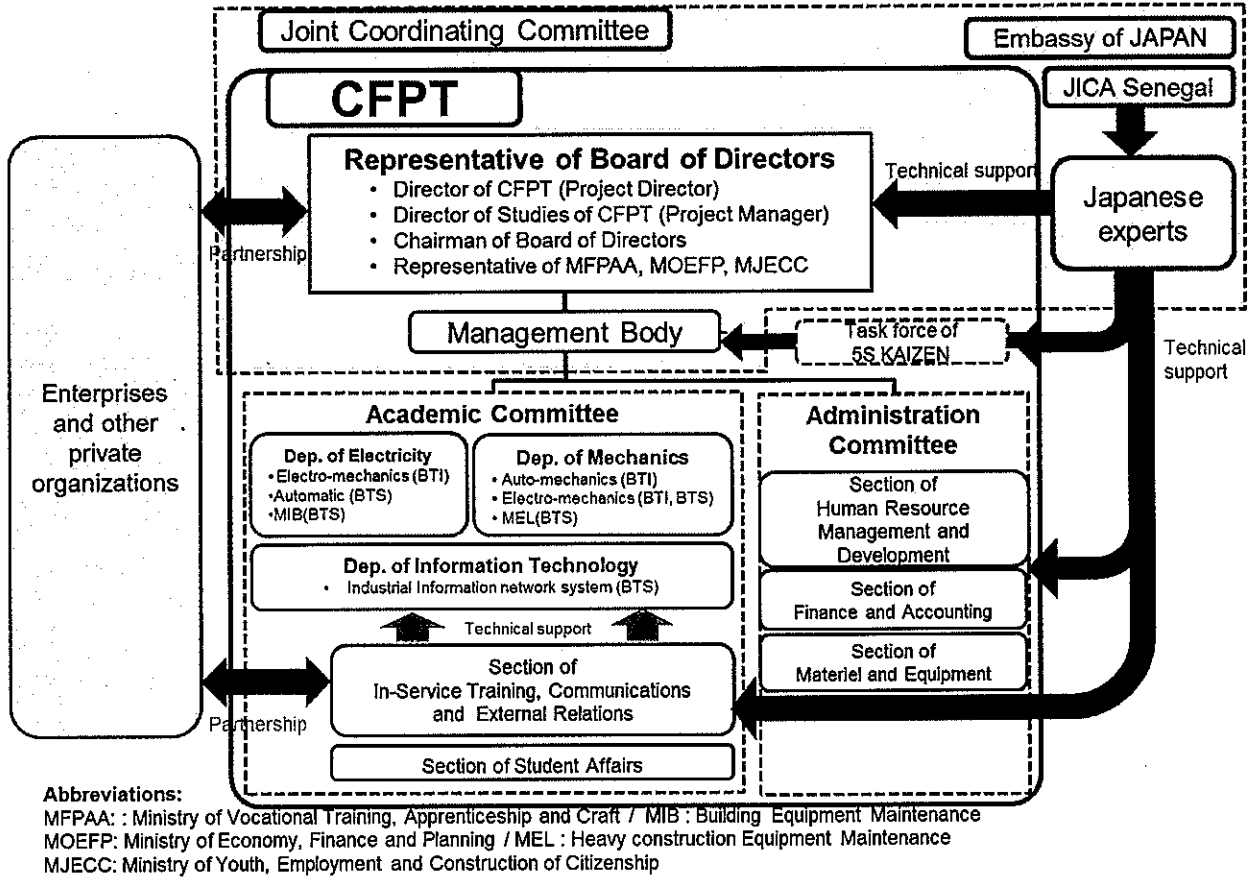 Joint Coordinating Committee
Embassy of JAPAN
CFPT
JICA Senegal
Representative of Board of Directors
• Director of CFPT (Project Director)
• Director of Studies of CFPT (Project Manager)
• Chairman of Board of Directors
• Representative of MFPAA, MOEFP, MJECC
Technical support
Japanese
experts
Partnership
Management Body
Task force of
5S KAIZEN
Technical
support
Enterprises
and other
private
organizations
Academic Committee
Dep. of Electricity
•Electro-mechanics (BTI)
•Automatic (BTS)
•MIB(BTS)
Dep. of Mechanics
• Auto-mechanics (BTI)
• Electro-mechanics (BTI, BTS)
• MEL(BTS)
Dep. of Information Technology
• Industrial Information network system (BTS)
Technical support
Section of
In-Service Training, Communications
and External Relations
Partnership
Section of Student Affairs
Administration
Committee
Section of
Human Resource
Management and
Development
Section of
Finance and Accounting
Section of
Materiel and Equipment
Abbreviations:
MFPAA: : Ministry of Vocational Training, Apprenticeship and Craft / MIB : Building Equipment Maintenance
MOEFP: Ministry of Economy, Finance and Planning / MEL : Heavy construction Equipment Maintenance
MJECC: Ministry of Youth, Employment and Construction of Citizenship